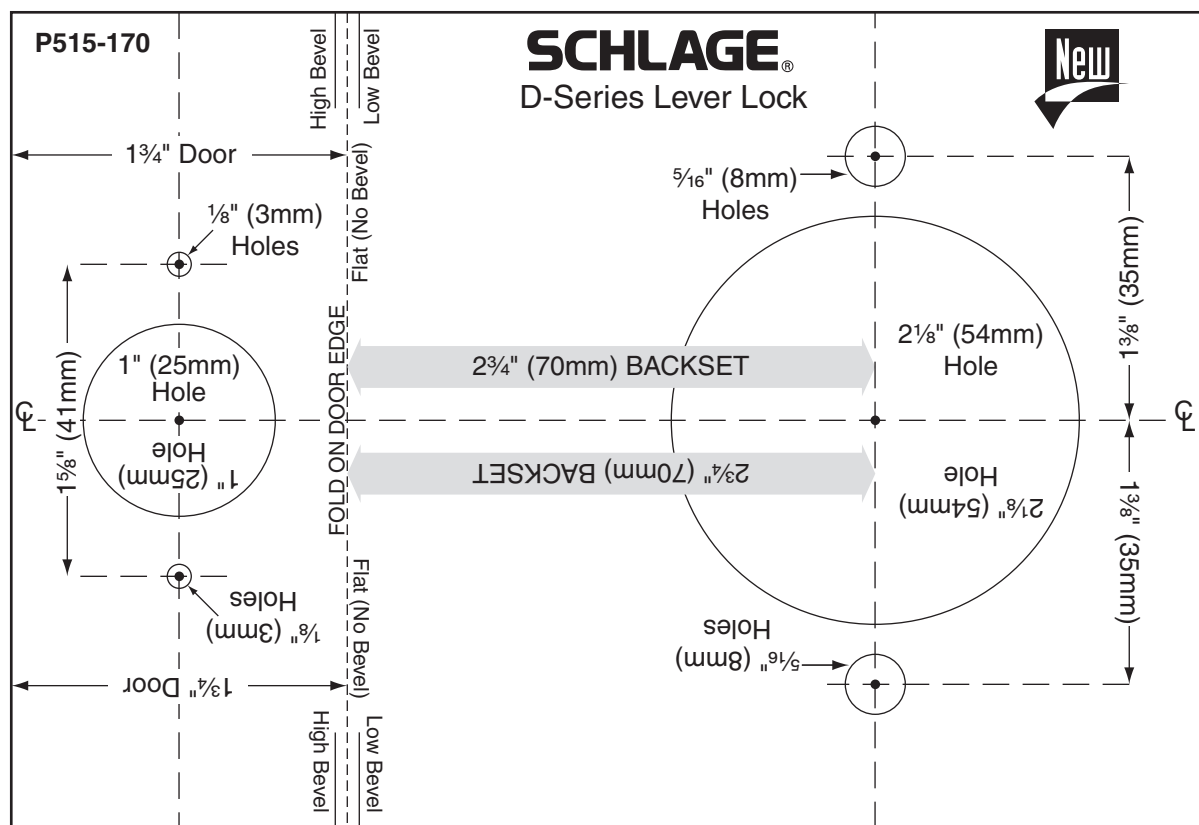 P515-170
SCHLAGE®
D-Series Lever Lock
New
High Bevel
Low Bevel
Flat (No Bevel)
1¾" Door
⅛" (3mm)
Holes
5⁄16" (8mm)
Holes
1⅜" (35mm)
1" (25mm)
Hole
1⅝" (41mm)
FOLD ON DOOR EDGE
2¾" (70mm) BACKSET
2⅛" (54mm)
Hole
℄
℄
1" (25mm)
Hole
2¾" (70mm) BACKSET
2⅛" (54mm)
Hole
1⅜" (35mm)
⅛" (3mm)
Holes
5⁄16" (8mm)
Holes
1¾" Door
Flat (No Bevel)
High Bevel
Low Bevel